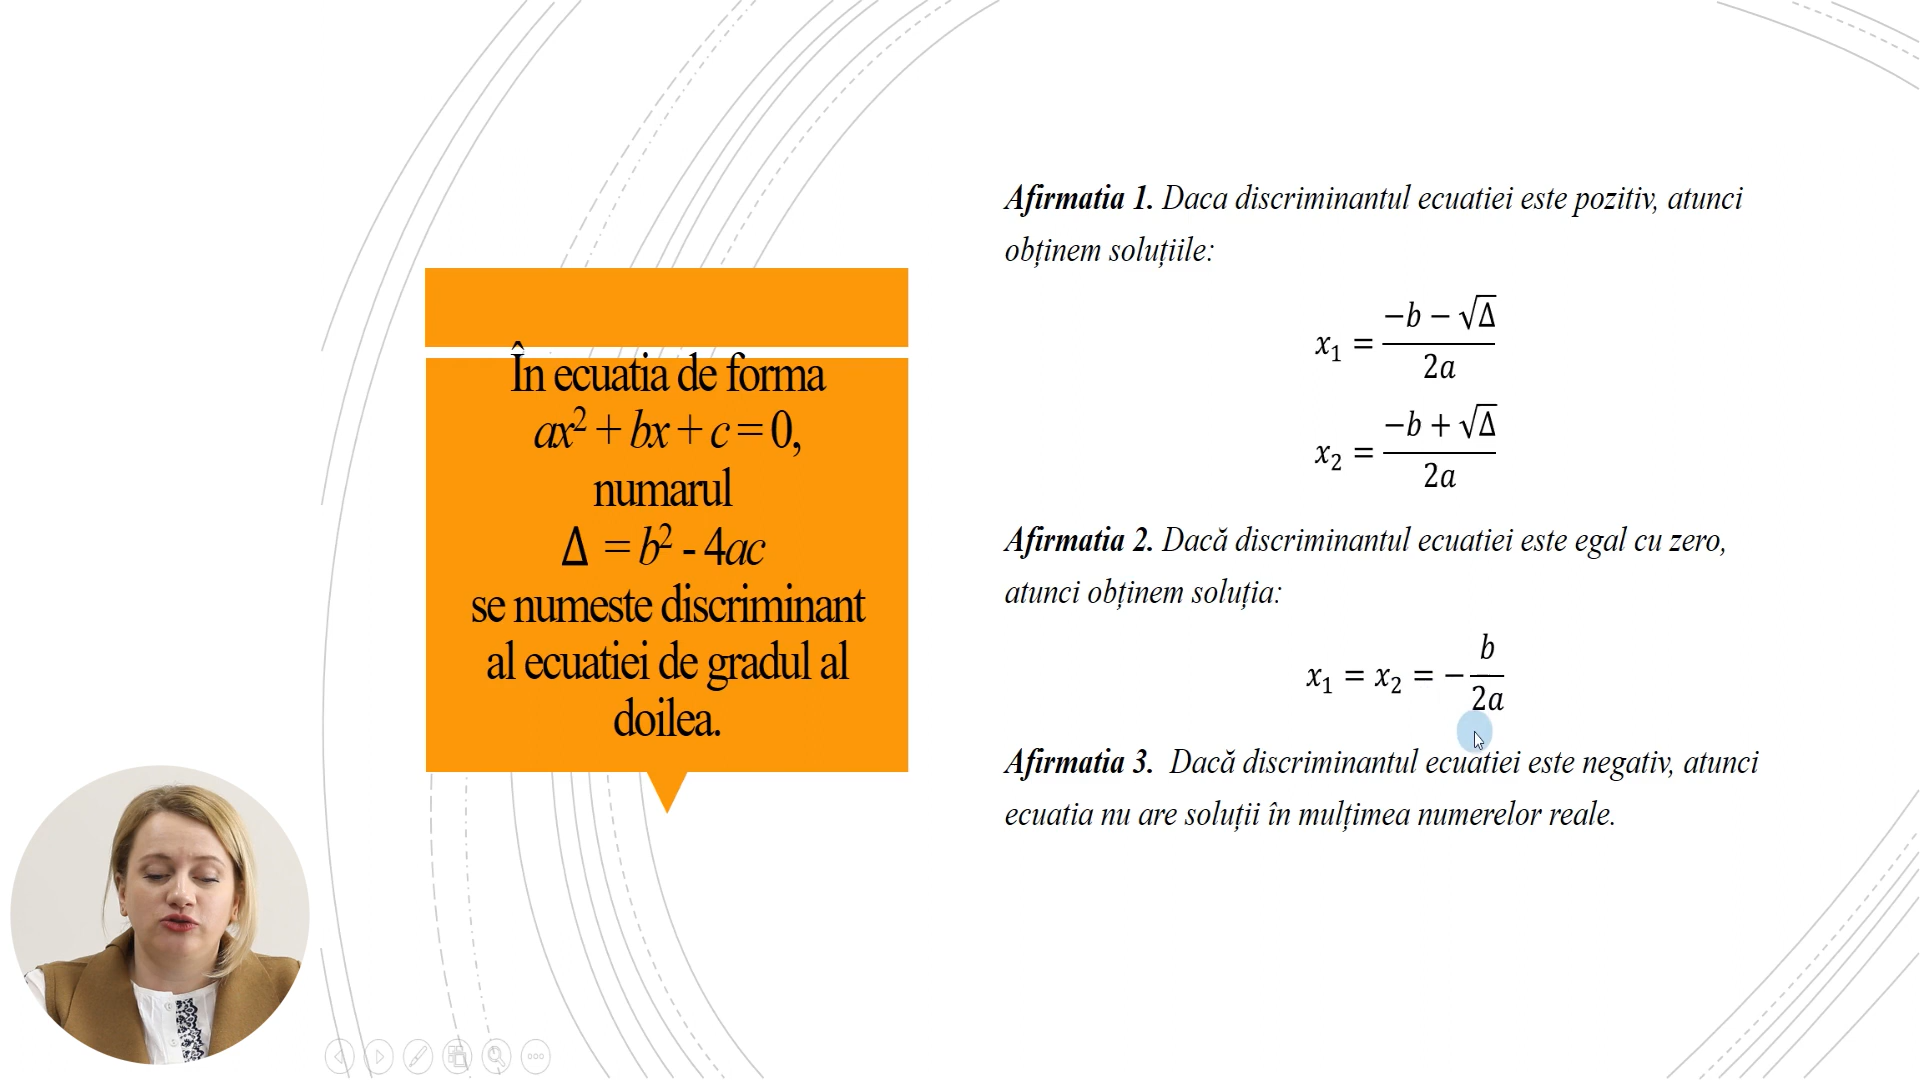 În ecuatia de forma
ax² + bx + c = 0,
numarul
Δ = b² - 4ac
se numeste discriminant
al ecuatiei de gradul al
doilea.
Afirmatia 1. Daca discriminantul ecuatiei este pozitiv, atunci
obținem soluțiile:
x₁ = (−b − √Δ) / 2a
x₂ = (−b + √Δ) / 2a
Afirmatia 2. Dacă discriminantul ecuatiei este egal cu zero,
atunci obținem soluția:
x₁ = x₂ = − b / 2a
Afirmatia 3. Dacă discriminantul ecuatiei este negativ, atunci
ecuatia nu are soluții în mulțimea numerelor reale.